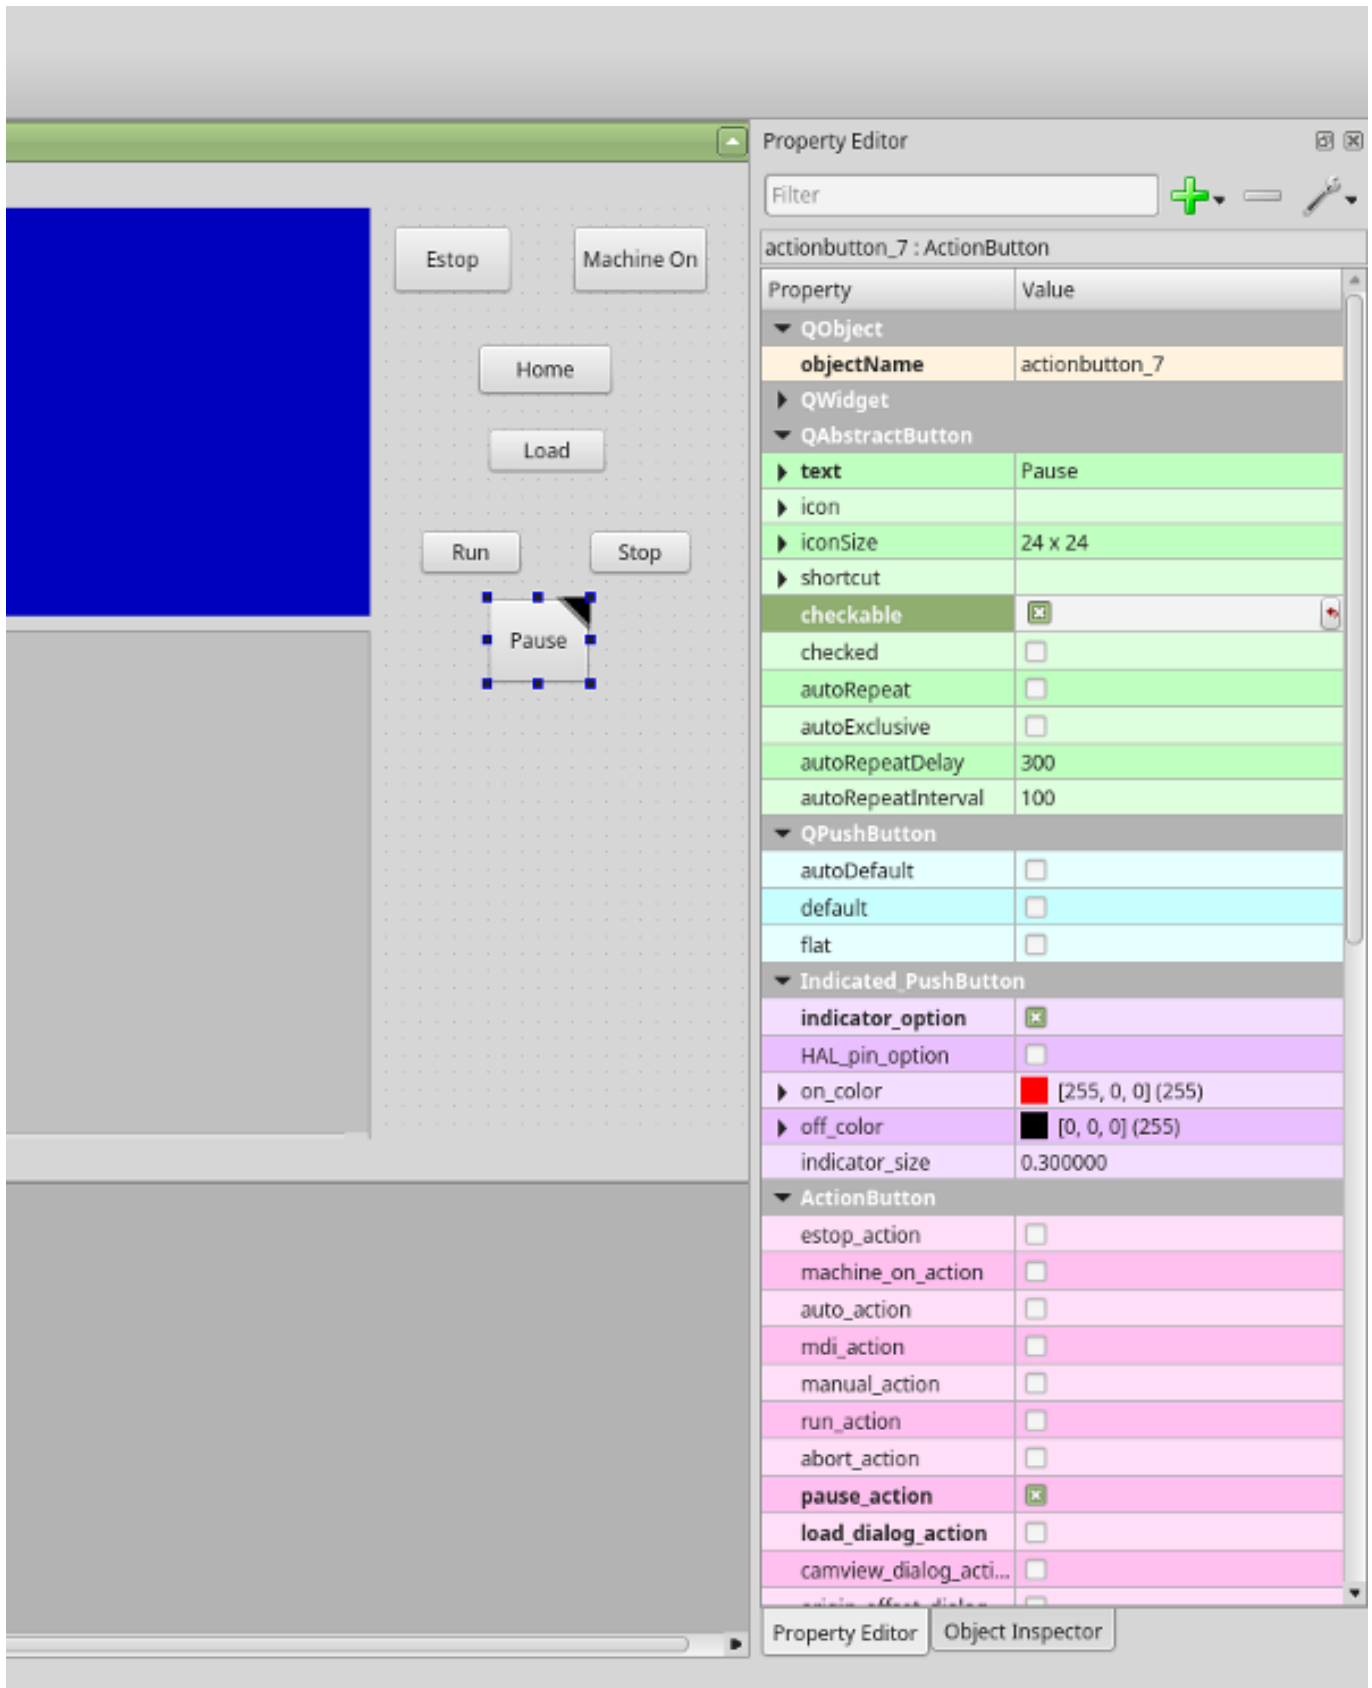 Property Editor
Filter
actionbutton_7 : ActionButton
Property Value
QObject
objectName actionbutton_7
QWidget
QAbstractButton
text Pause
icon
iconSize 24 x 24
shortcut
checkable
checked
autoRepeat
autoExclusive
autoRepeatDelay 300
autoRepeatInterval 100
QPushButton
autoDefault
default
flat
Indicated_PushButton
indicator_option
HAL_pin_option
on_color [255, 0, 0] (255)
off_color [0, 0, 0] (255)
indicator_size 0.300000
ActionButton
estop_action
machine_on_action
auto_action
mdi_action
manual_action
run_action
abort_action
pause_action
load_dialog_action
camview_dialog_acti...
Property Editor Object Inspector
Estop Machine On
Home
Load
Run Stop
Pause